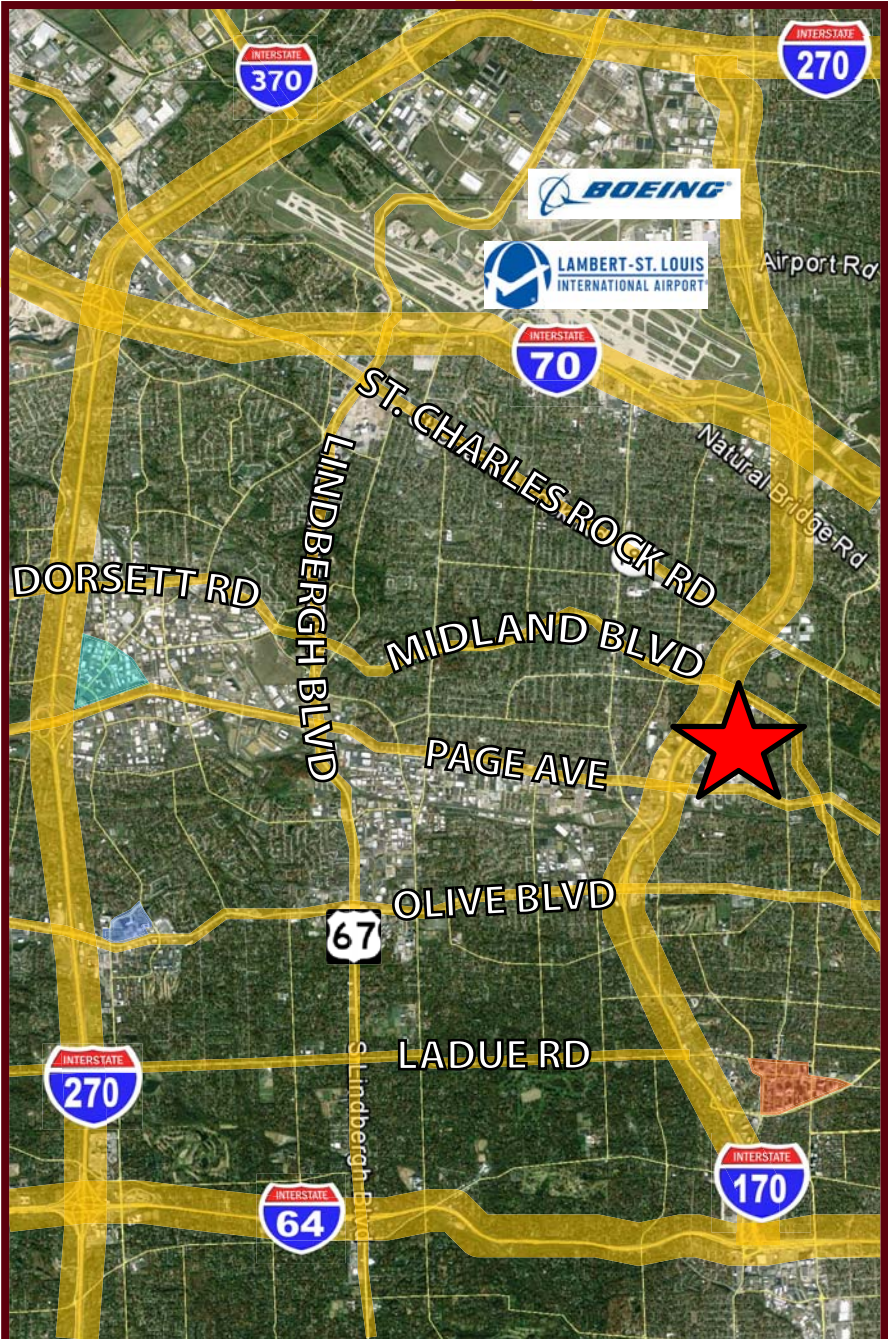 INTERSTATE
270
INTERSTATE
370
BOEING
LAMBERT-ST. LOUIS
INTERNATIONAL AIRPORT
Airport Rd
INTERSTATE
70
ST. CHARLES ROCK RD
Natural Bridge Rd
LINDBERGH BLVD
DORSETT RD
MIDLAND BLVD
PAGE AVE
OLIVE BLVD
67
LADUE RD
INTERSTATE
270
S Lindbergh Blvd
INTERSTATE
170
INTERSTATE
64